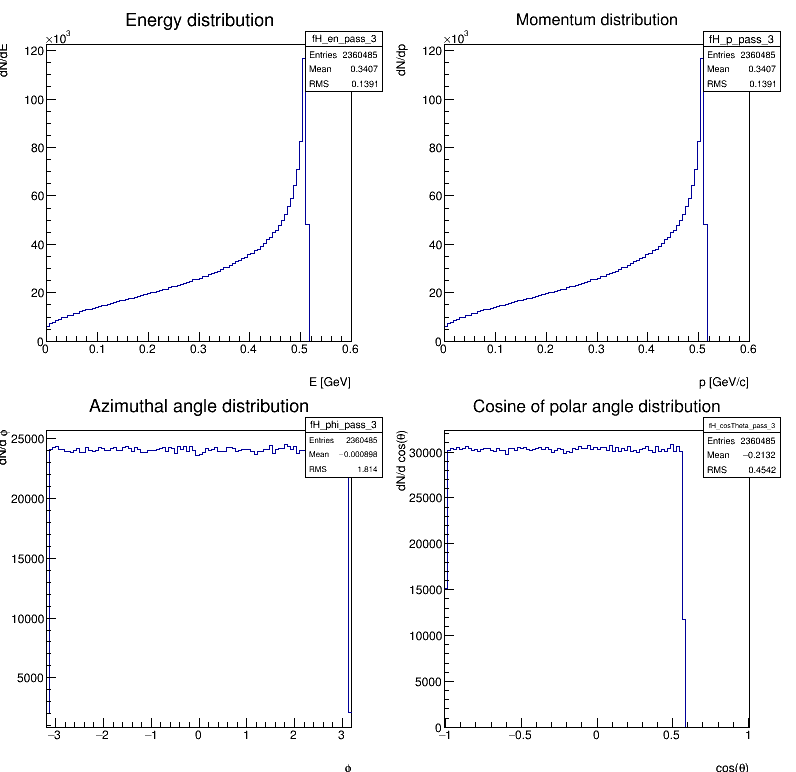 Energy distribution
dN/dE
×10³
fH_en_pass_3
Entries 2360485
Mean 0.3407
RMS 0.1391
120
100
80
60
40
20
0
0 0.1 0.2 0.3 0.4 0.5 0.6
E [GeV]
Momentum distribution
dN/dp
×10³
fH_p_pass_3
Entries 2360485
Mean 0.3407
RMS 0.1391
120
100
80
60
40
20
0
0 0.1 0.2 0.3 0.4 0.5 0.6
p [GeV/c]
Azimuthal angle distribution
dN/d ϕ
fH_phi_pass_3
Entries 2360485
Mean −0.000898
RMS 1.814
25000
20000
15000
10000
5000
−3 −2 −1 0 1 2 3
ϕ
Cosine of polar angle distribution
dN/d cos(θ)
fH_cosTheta_pass_3
Entries 2360485
Mean −0.2132
RMS 0.4542
30000
25000
20000
15000
10000
5000
0
−1 −0.5 0 0.5 1
cos(θ)